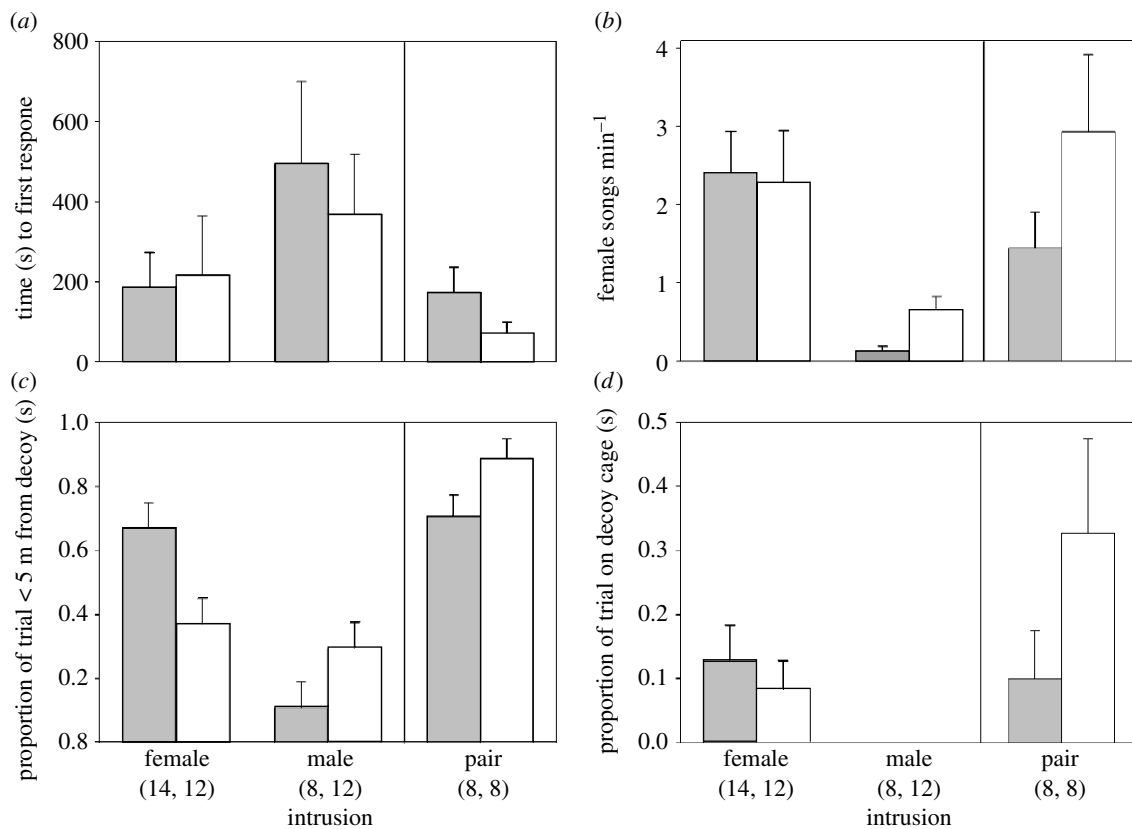 (a)
800
600
400
200
0
time (s) to first respone
(b)
4
3
2
1
0
female songs min⁻¹
(c)
1.0
0.8
0.6
0.4
0.2
0.8
proportion of trial < 5 m from decoy (s)
female
(14, 12)
male
(8, 12)
pair
(8, 8)
intrusion
(d)
0.5
0.4
0.3
0.2
0.1
0.0
proportion of trial on decoy cage (s)
female
(14, 12)
male
(8, 12)
pair
(8, 8)
intrusion